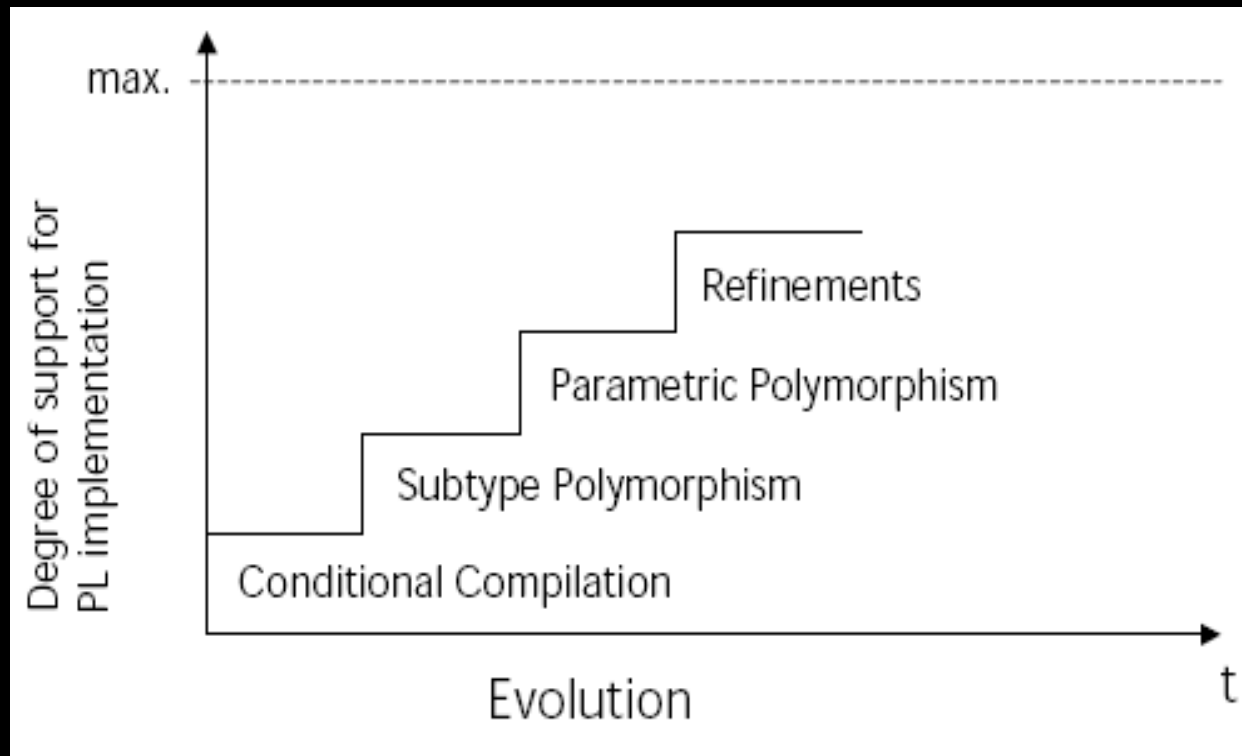 max.
Degree of support for
PL implementation
Refinements
Parametric Polymorphism
Subtype Polymorphism
Conditional Compilation
t
Evolution